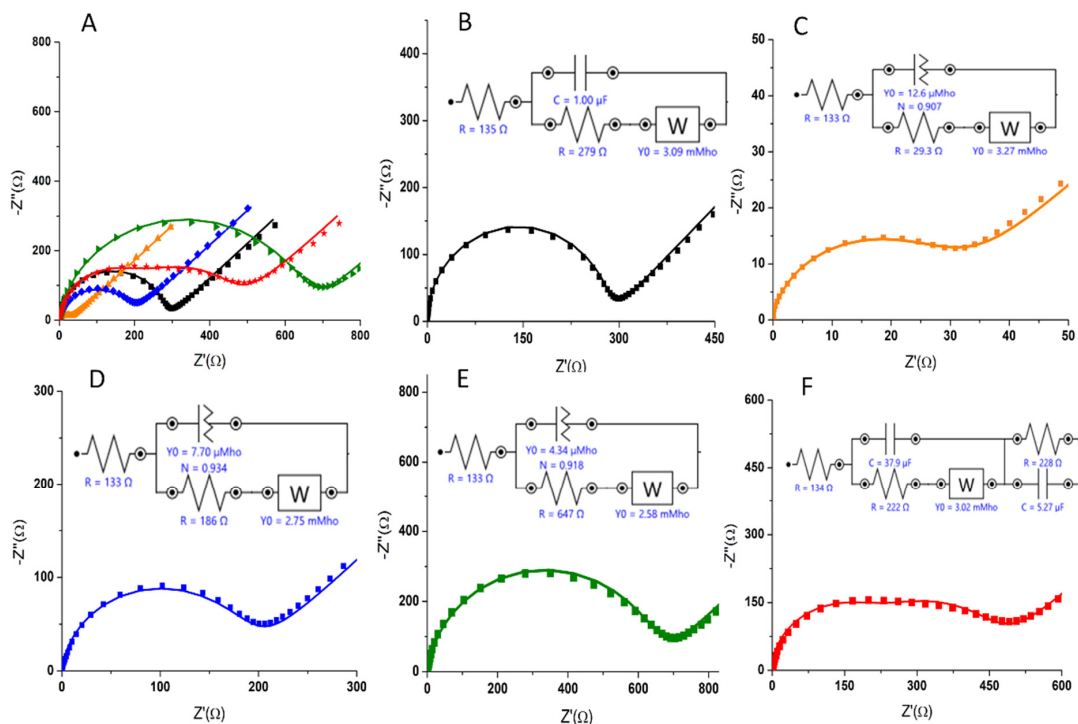 A
800
600
400
200
0
-Z"(Ω)
0
200
400
600
800
Z'(Ω)
B
400
300
200
100
0
-Z"(Ω)
0
150
300
450
Z'(Ω)
R = 135 Ω
C = 1.00 µF
R = 279 Ω
W
Y0 = 3.09 mMho
C
50
40
30
20
10
0
-Z"(Ω)
0
10
20
30
40
50
Z'(Ω)
R = 133 Ω
Y0 = 12.6 µMho
N = 0.907
R = 29.3 Ω
W
Y0 = 3.27 mMho
D
300
200
100
0
-Z"(Ω)
0
100
200
300
Z'(Ω)
R = 133 Ω
Y0 = 7.70 µMho
N = 0.934
R = 186 Ω
W
Y0 = 2.75 mMho
E
800
600
400
200
0
-Z"(Ω)
0
200
400
600
800
Z'(Ω)
R = 133 Ω
Y0 = 4.34 µMho
N = 0.918
R = 647 Ω
W
Y0 = 2.58 mMho
F
600
450
300
150
0
-Z"(Ω)
0
150
300
450
600
Z'(Ω)
R = 134 Ω
C = 37.9 µF
R = 222 Ω
W
Y0 = 3.02 mMho
R = 228 Ω
C = 5.27 µF